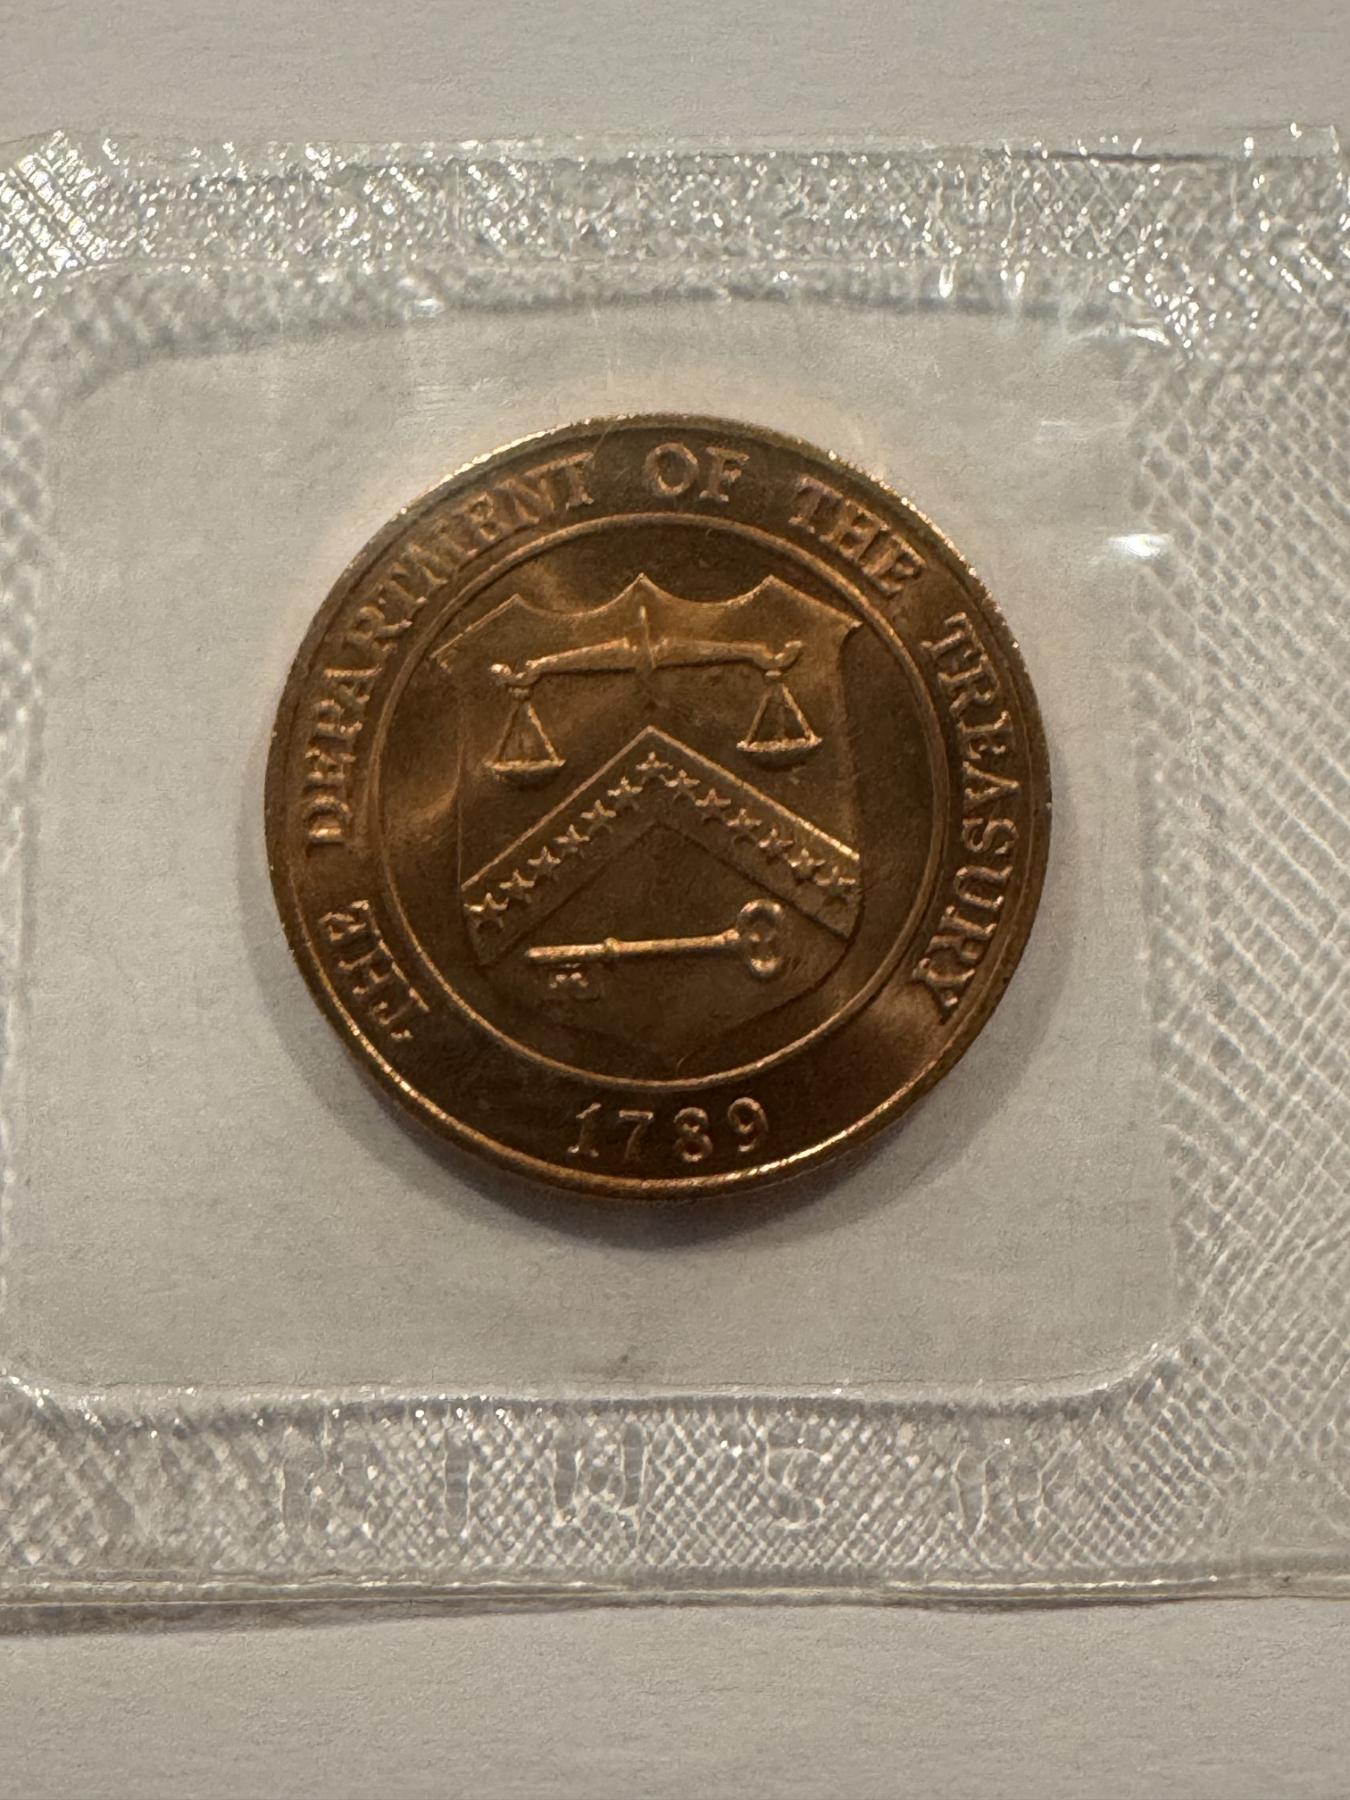 THE DEPARTMENT OF THE TREASURY
1789